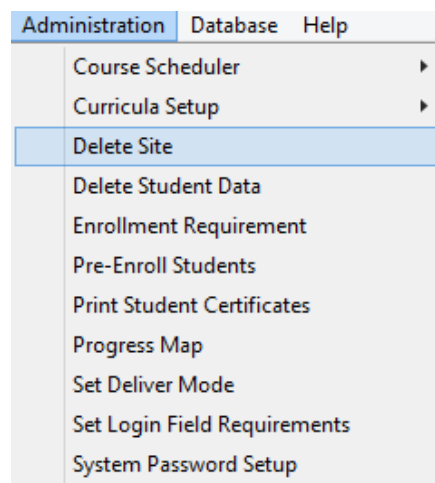 Administration Database Help
Course Scheduler
Curricula Setup
Delete Site
Delete Student Data
Enrollment Requirement
Pre-Enroll Students
Print Student Certificates
Progress Map
Set Deliver Mode
Set Login Field Requirements
System Password Setup